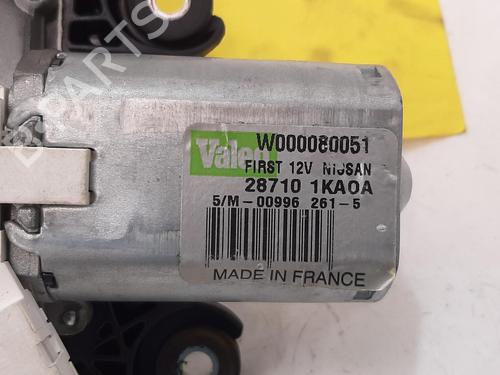 Valeo
W000080051
FIRST 12V NISSAN
28710 1KA0A
5/M-00996 261-5
MADE IN FRANCE